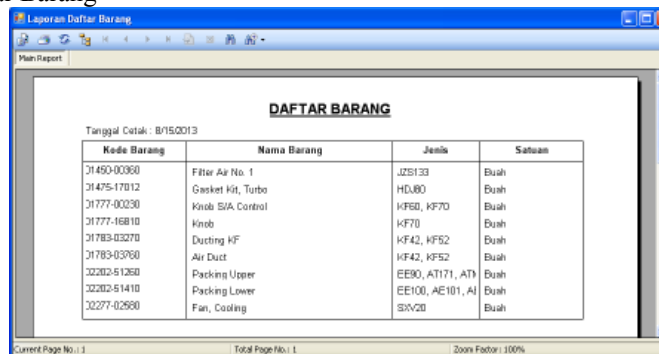 ar Barang
Laporan Daftar Barang
Main Report
DAFTAR BARANG
Tanggal Cetak : 8/15/2013
Kode Barang Nama Barang Jenis Satuan
01450-00360 Filter Air No. 1 JZS133 Buah
01475-17012 Gasket Kit, Turbo HDJ80 Buah
01777-00230 Knob S/A Control KF60, KF70 Buah
01777-16810 Knob KF70 Buah
01783-03270 Ducting KF KF42, KF52 Buah
01783-03760 Air Duct KF42, KF52 Buah
02202-51260 Packing Upper EE90, AT171, ATN Buah
02202-51410 Packing Lower EE100, AE101, AE Buah
02277-02680 Fan, Cooling SXV20 Buah
Current Page No.: 1 Total Page No.: 1 Zoom Factor: 100%